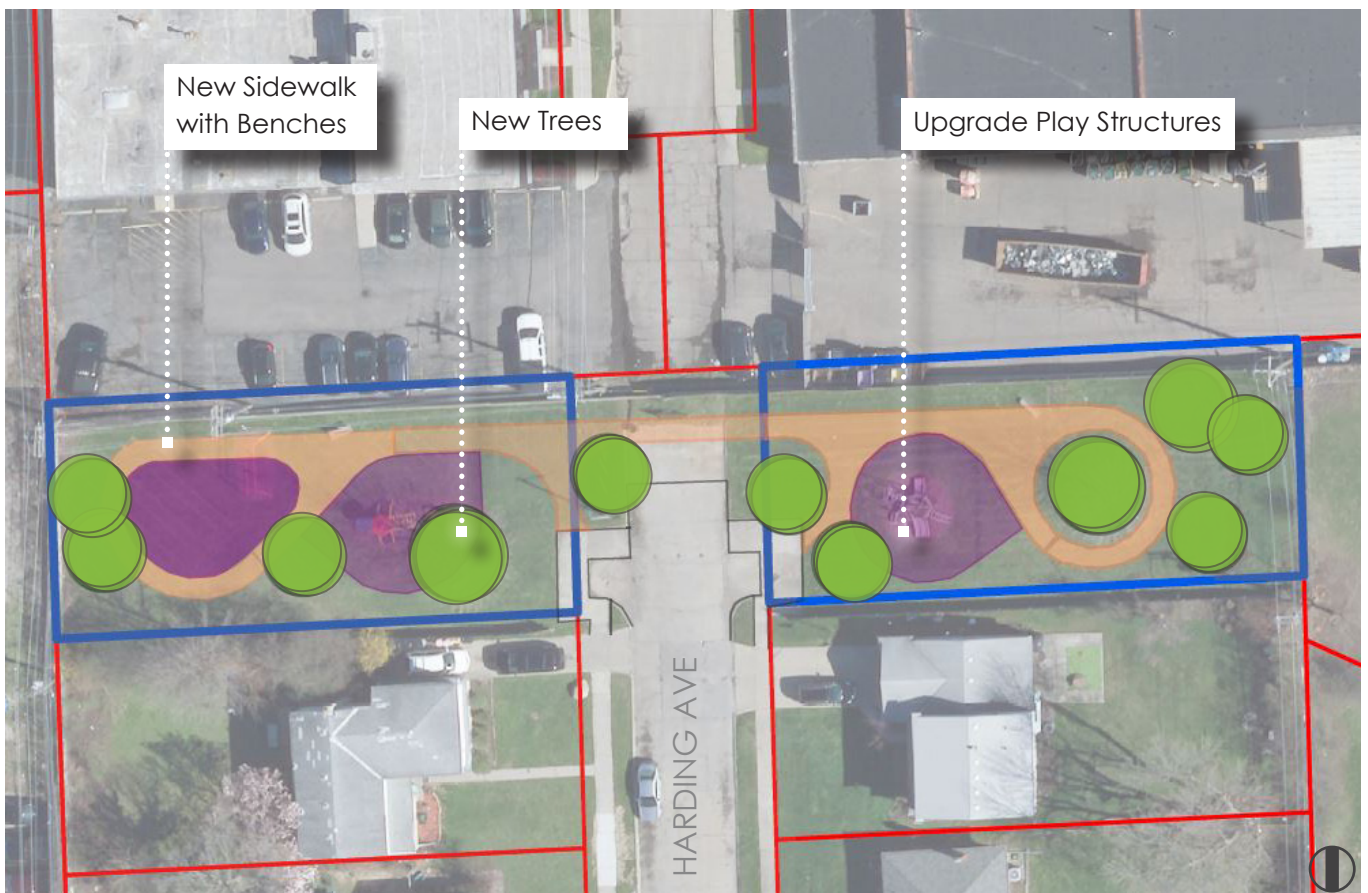 New Sidewalk
with Benches
New Trees
Upgrade Play Structures
HARDING AVE